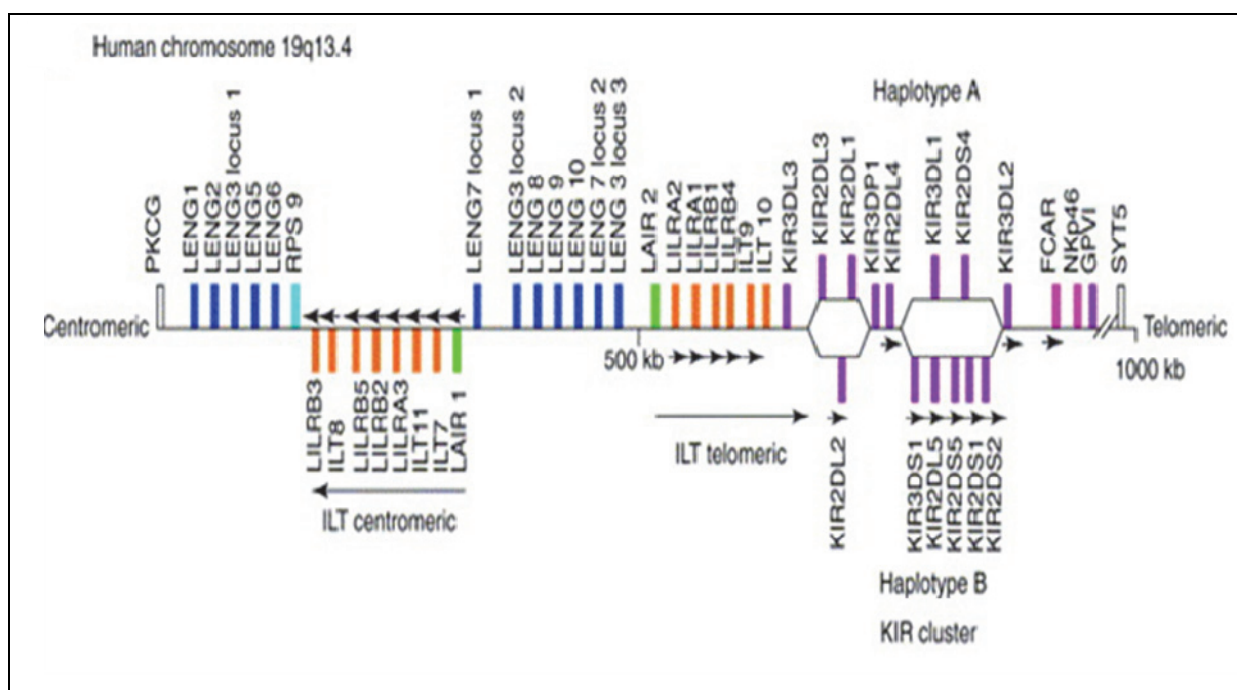 Human chromosome 19q13.4
Haplotype A
PKCG
LENG1
LENG2
LENG3 locus 1
LENG5
LENG6
RPS 9
LENG7 locus 1
LENG3 locus 2
LENG 8
LENG 9
LENG 10
LENG 7 locus 2
LENG 3 locus 3
LAIR 2
LILRA2
LILRA1
LILRB1
LILRB4
ILT9
ILT 10
KIR3DL3
KIR2DL3
KIR2DL1
KIR3DP1
KIR2DL4
KIR3DL1
KIR2DS4
KIR3DL2
FCAR
NKp46
GPVI
SYT5
Centromeric
Telomeric
500 kb
1000 kb
LILRB3
ILT8
LILRB5
LILRB2
LILRA3
ILT11
ILT7
LAIR 1
ILT centromeric
ILT telomeric
KIR2DL2
KIR3DS1
KIR2DL5
KIR2DS5
KIR2DS1
KIR2DS2
Haplotype B
KIR cluster